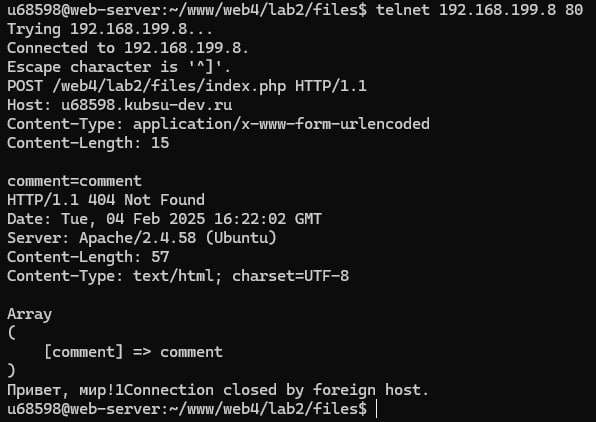 u68598@web-server:~/www/web4/lab2/files$ telnet 192.168.199.8 80
Trying 192.168.199.8...
Connected to 192.168.199.8.
Escape character is '^]'.
POST /web4/lab2/files/index.php HTTP/1.1
Host: u68598.kubsu-dev.ru
Content-Type: application/x-www-form-urlencoded
Content-Length: 15

comment=comment
HTTP/1.1 404 Not Found
Date: Tue, 04 Feb 2025 16:22:02 GMT
Server: Apache/2.4.58 (Ubuntu)
Content-Length: 57
Content-Type: text/html; charset=UTF-8

Array
(
    [comment] => comment
)
Привет, мир!1Connection closed by foreign host.
u68598@web-server:~/www/web4/lab2/files$